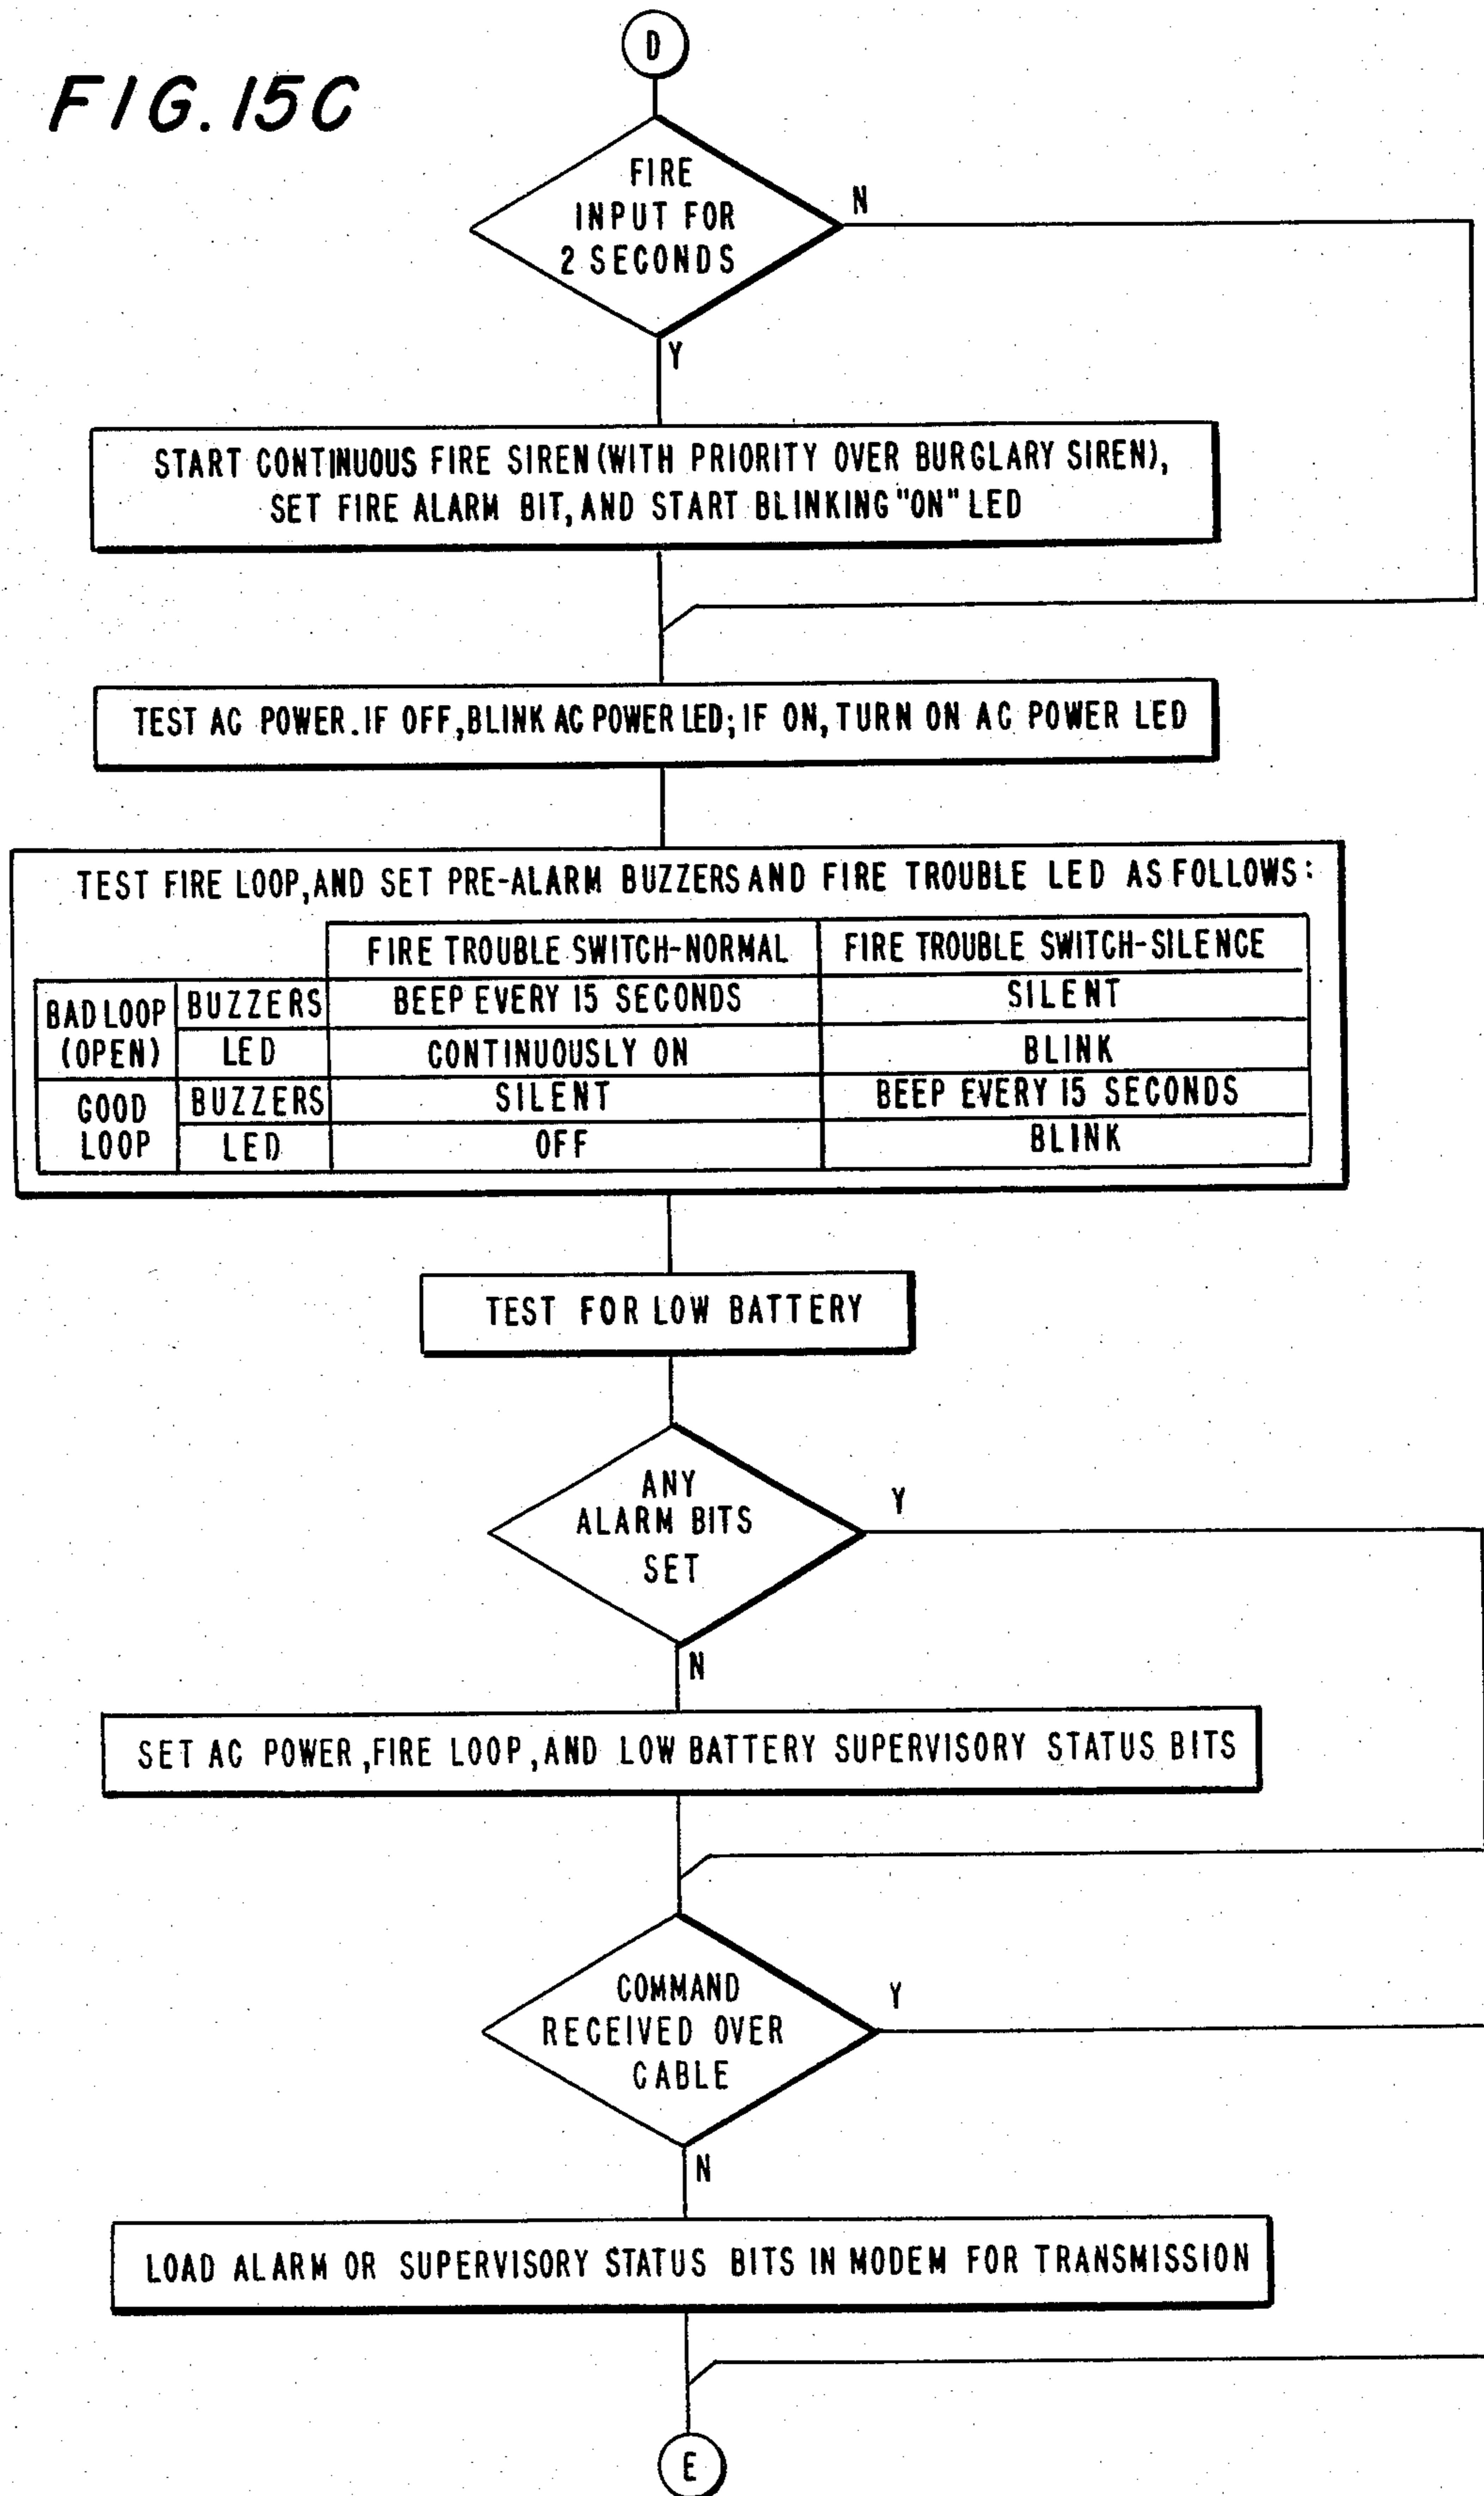 D
FIG. 15C
FIRE
INPUT FOR
2 SECONDS
N
Y
START CONTINUOUS FIRE SIREN (WITH PRIORITY OVER BURGLARY SIREN),
SET FIRE ALARM BIT, AND START BLINKING "ON" LED
TEST AC POWER. IF OFF, BLINK AC POWER LED; IF ON, TURN ON AC POWER LED
TEST FIRE LOOP, AND SET PRE-ALARM BUZZERS AND FIRE TROUBLE LED AS FOLLOWS:
FIRE TROUBLE SWITCH-NORMAL FIRE TROUBLE SWITCH-SILENCE
BAD LOOP (OPEN) BUZZERS BEEP EVERY 15 SECONDS SILENT
LED CONTINUOUSLY ON BLINK
GOOD LOOP BUZZERS SILENT BEEP EVERY 15 SECONDS
LED OFF BLINK
TEST FOR LOW BATTERY
ANY
ALARM BITS
SET
Y
N
SET AC POWER, FIRE LOOP, AND LOW BATTERY SUPERVISORY STATUS BITS
COMMAND
RECEIVED OVER
CABLE
Y
N
LOAD ALARM OR SUPERVISORY STATUS BITS IN MODEM FOR TRANSMISSION
E